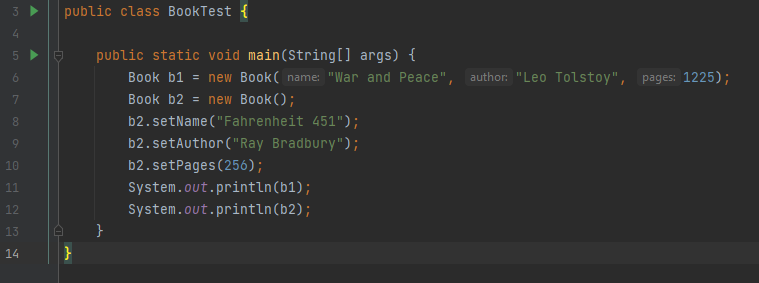 3 public class BookTest {
4
5 public static void main(String[] args) {
6 Book b1 = new Book( name: "War and Peace", author: "Leo Tolstoy", pages: 1225);
7 Book b2 = new Book();
8 b2.setName("Fahrenheit 451");
9 b2.setAuthor("Ray Bradbury");
10 b2.setPages(256);
11 System.out.println(b1);
12 System.out.println(b2);
13 }
14 }